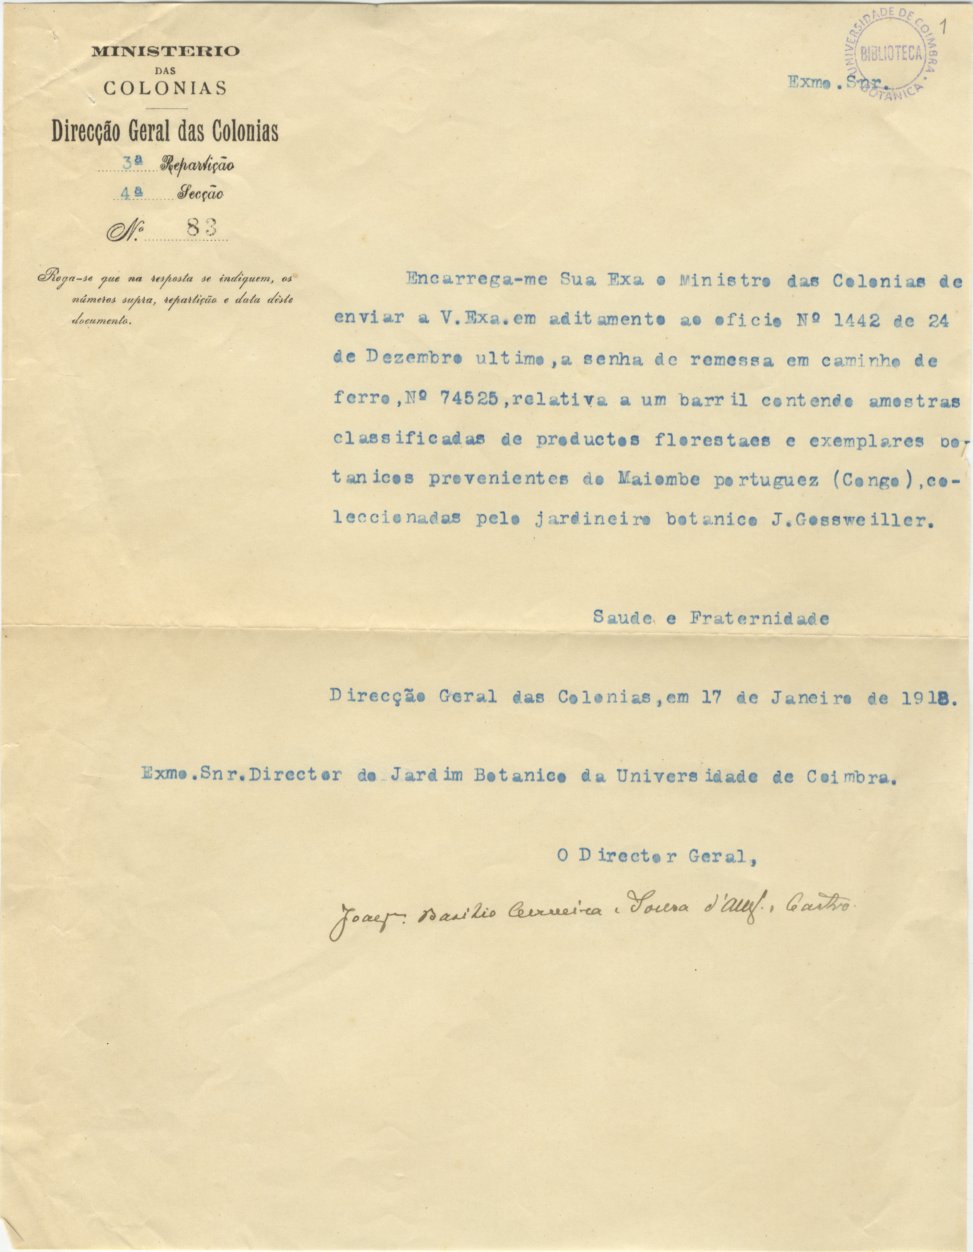 MINISTERIO
DAS
COLONIAS
Direcção Geral das Colonias
3ª Repartição
4ª Secção
N.º 83
Roga-se que na resposta se indiquem, os
números supra, repartição e data dêste
documento.
UNIVERSIDADE DE COIMBRA
BIBLIOTECA
BOTANICA
1
Exmo.Snr.
Encarrega-me Sua Exa o Ministro das Colonias de
enviar a V.Exa.em aditamento ao oficio Nº 1442 de 24
de Dezembro ultimo,a senha de remessa em caminho de
ferro,Nº 74525,relativa a um barril contendo amostras
classificadas de productos florestaes e exemplares bo-
tanicos provenientes do Maiombe portuguez (Congo),co-
leccionadas pelo jardineiro botanico J.Gossweiller.
Saude e Fraternidade
Direcção Geral das Colonias,em 17 de Janeiro de 1918.
Exmo.Snr.Director do Jardim Botanico da Universidade de Coimbra.
O Director Geral,
Basilio Cerveira Sousa d' Castro